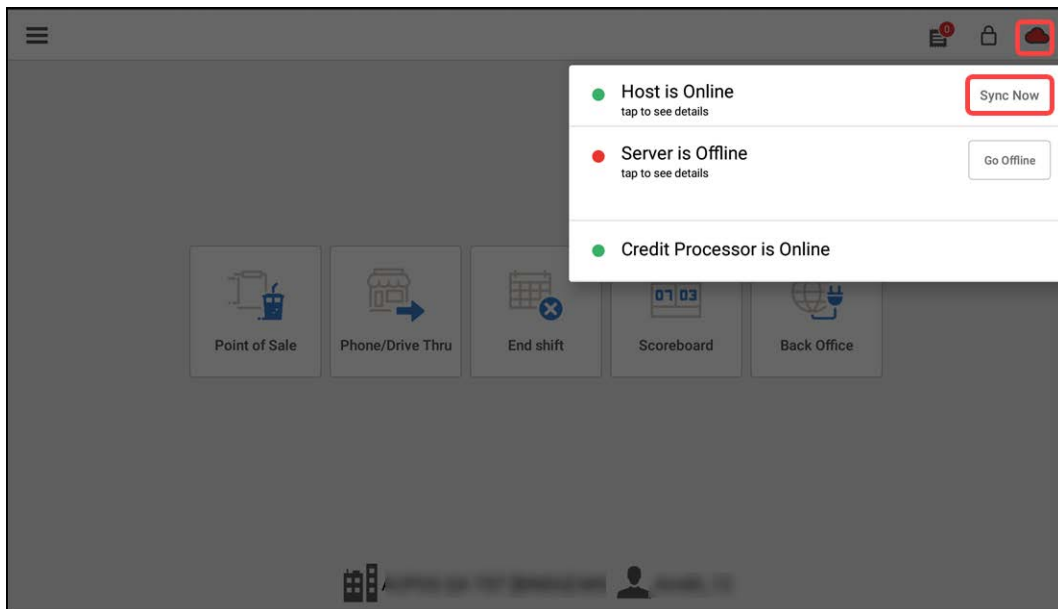 0
Host is Online
tap to see details
Sync Now
Server is Offline
tap to see details
Go Offline
Credit Processor is Online
07 03
Point of Sale
Phone/Drive Thru
End shift
Scoreboard
Back Office